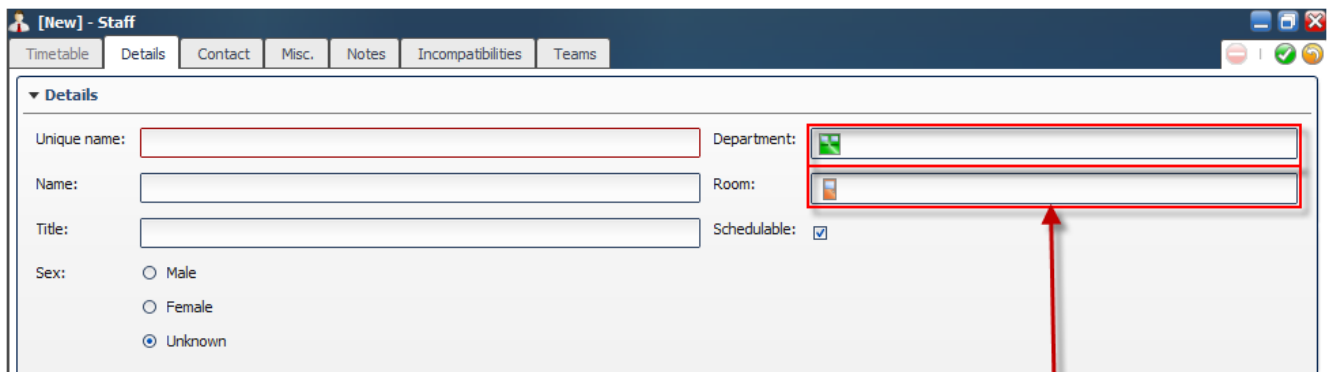 [New] - Staff
Timetable Details Contact Misc. Notes Incompatibilities Teams
Details
Unique name: Department:
Name: Room:
Title: Schedulable:
Sex: Male
Female
Unknown